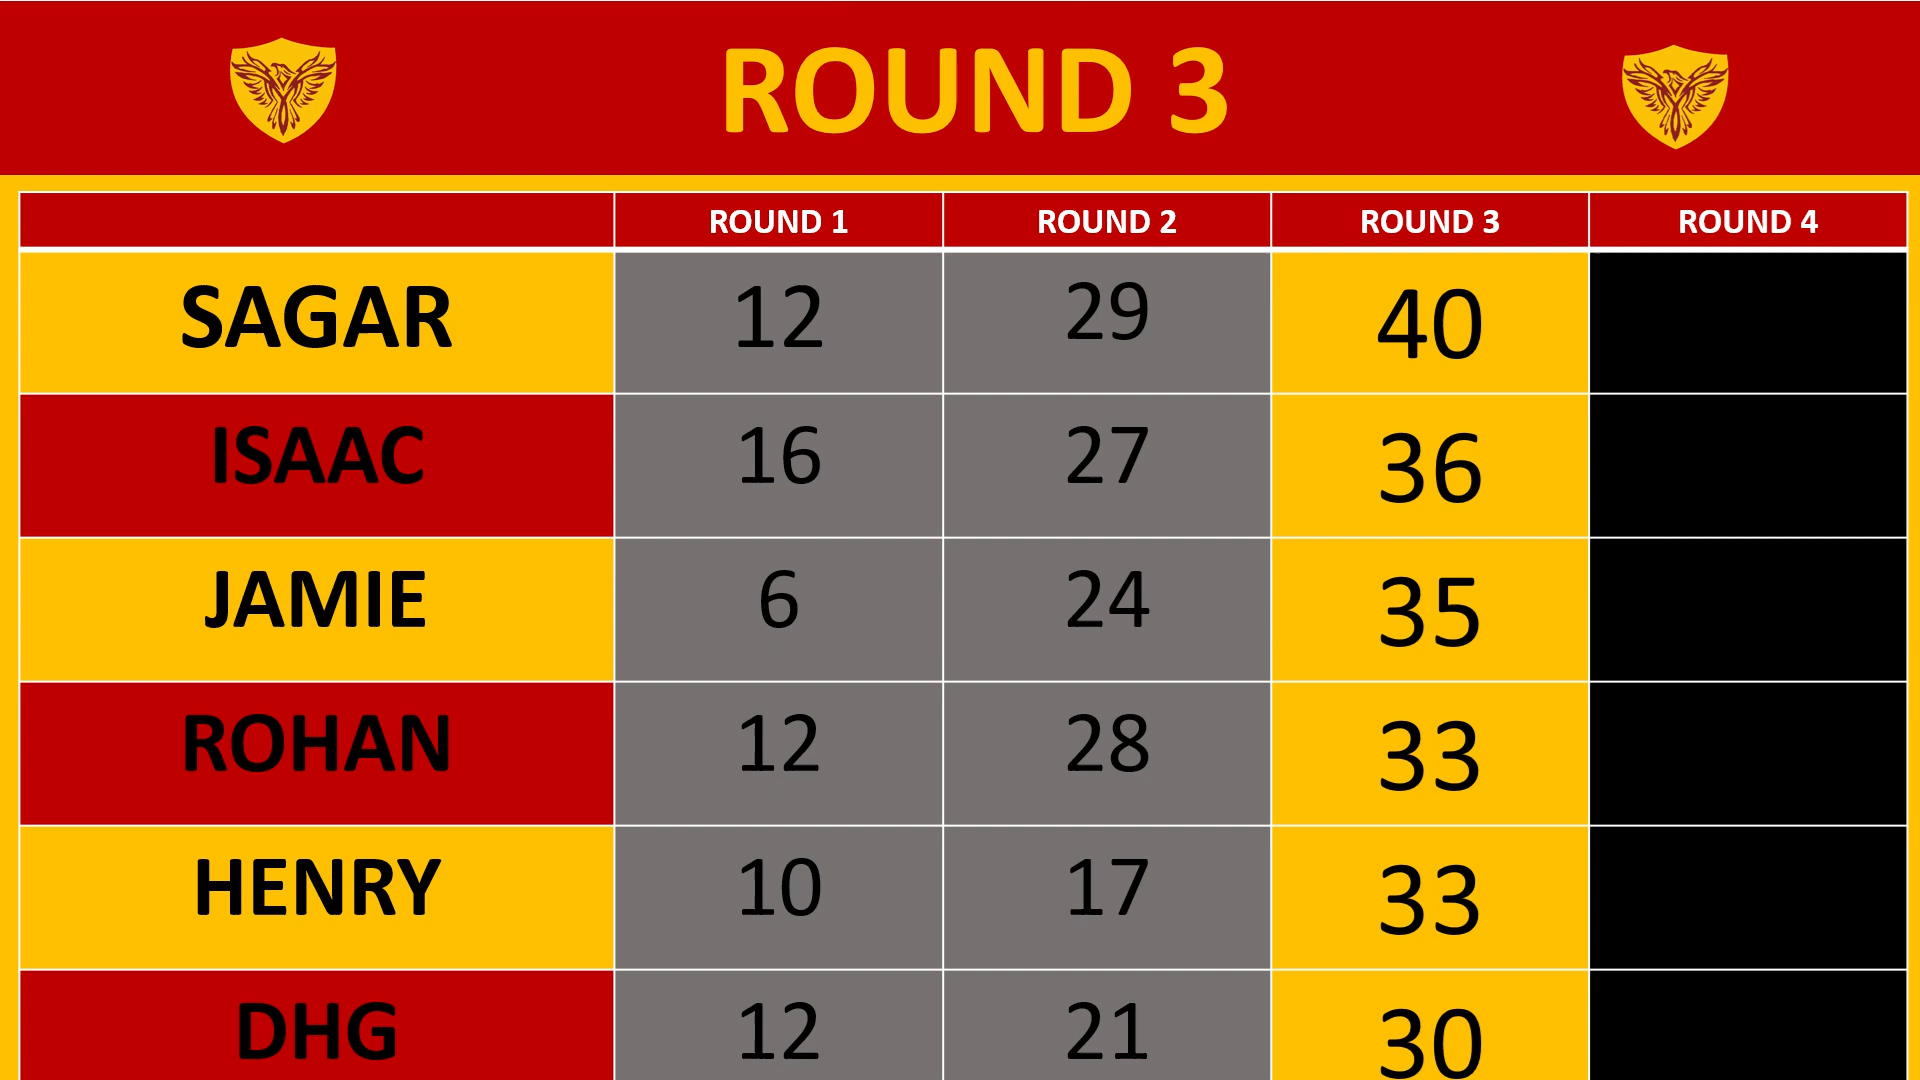 ROUND 3
ROUND 1 ROUND 2 ROUND 3 ROUND 4
SAGAR 12 29 40
ISAAC 16 27 36
JAMIE 6 24 35
ROHAN 12 28 33
HENRY 10 17 33
DHG 12 21 30